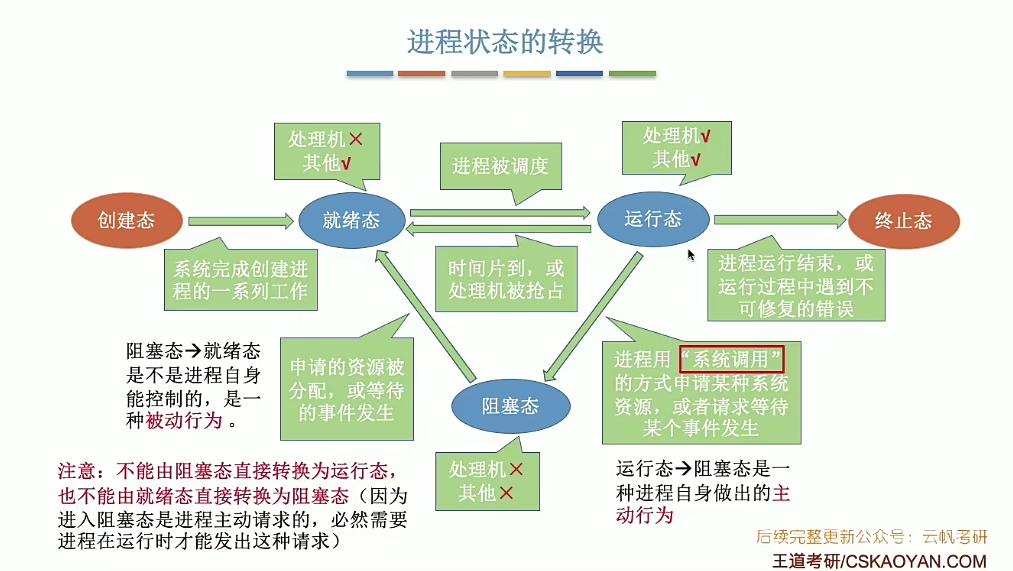 进程状态的转换
处理机×
其他√
进程被调度
处理机√
其他√
创建态
就绪态
运行态
终止态
系统完成创建进
程的一系列工作
时间片到，或
处理机被抢占
进程运行结束，或
运行过程中遇到不
可修复的错误
阻塞态→就绪态
是不是进程自身
能控制的，是一
种被动行为。
申请的资源被
分配，或等待
的事件发生
进程用“系统调用”
的方式申请某种系统
资源，或者请求等待
某个事件发生
阻塞态
处理机×
其他×
注意：不能由阻塞态直接转换为运行态，
也不能由就绪态直接转换为阻塞态（因为
进入阻塞态是进程主动请求的，必然需要
进程在运行时才能发出这种请求）
运行态→阻塞态是一
种进程自身做出的主
动行为
后续完整更新公众号：云帆考研
王道考研/CSKAOYAN.COM